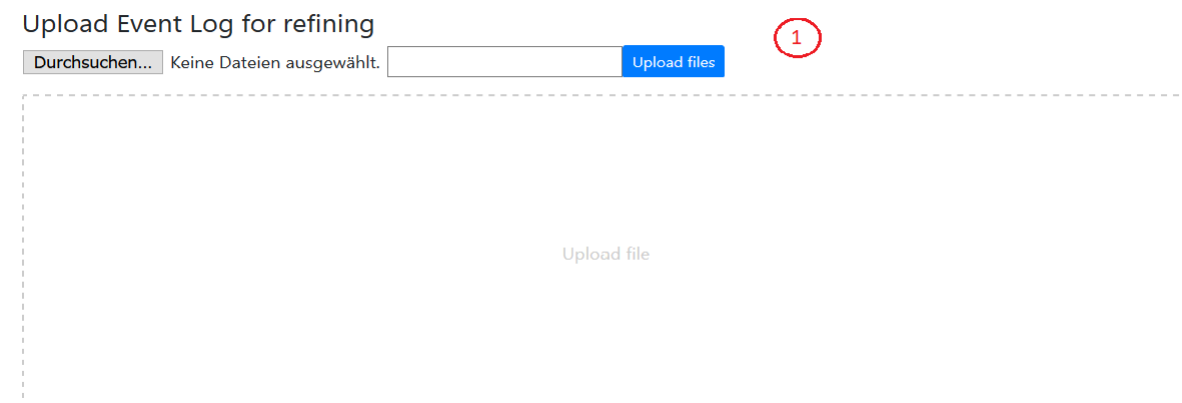 Upload Event Log for refining
1
Durchsuchen... Keine Dateien ausgewählt. Upload files
Upload file